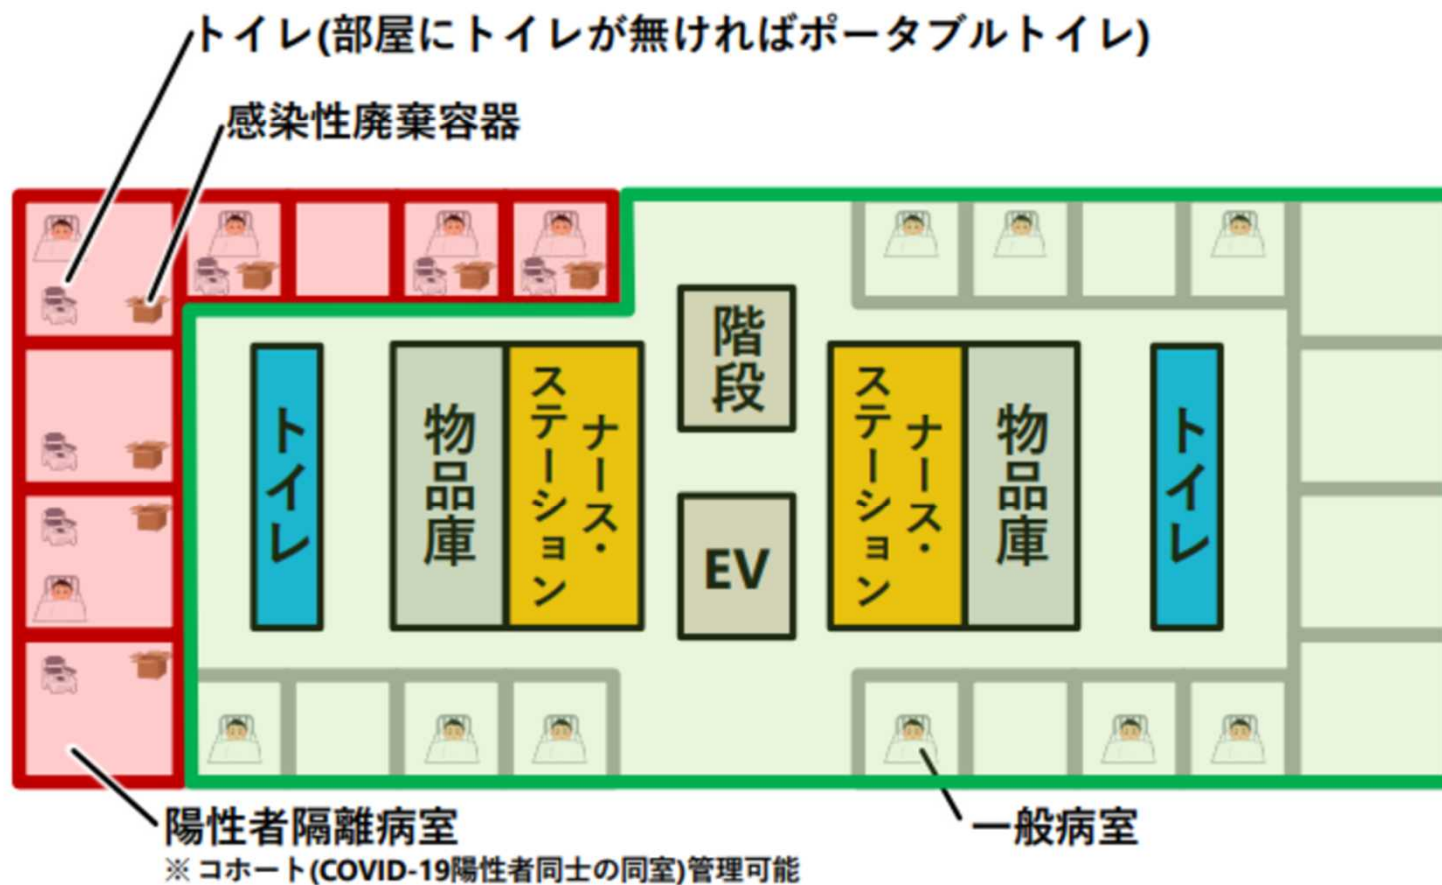 トイレ(部屋にトイレが無ければポータブルトイレ)
感染性廃棄容器
トイレ
物品庫
ナース・
ステーション
階段
EV
ナース・
ステーション
物品庫
トイレ
陽性者隔離病室
※ コホート(COVID-19陽性者同士の同室)管理可能
一般病室